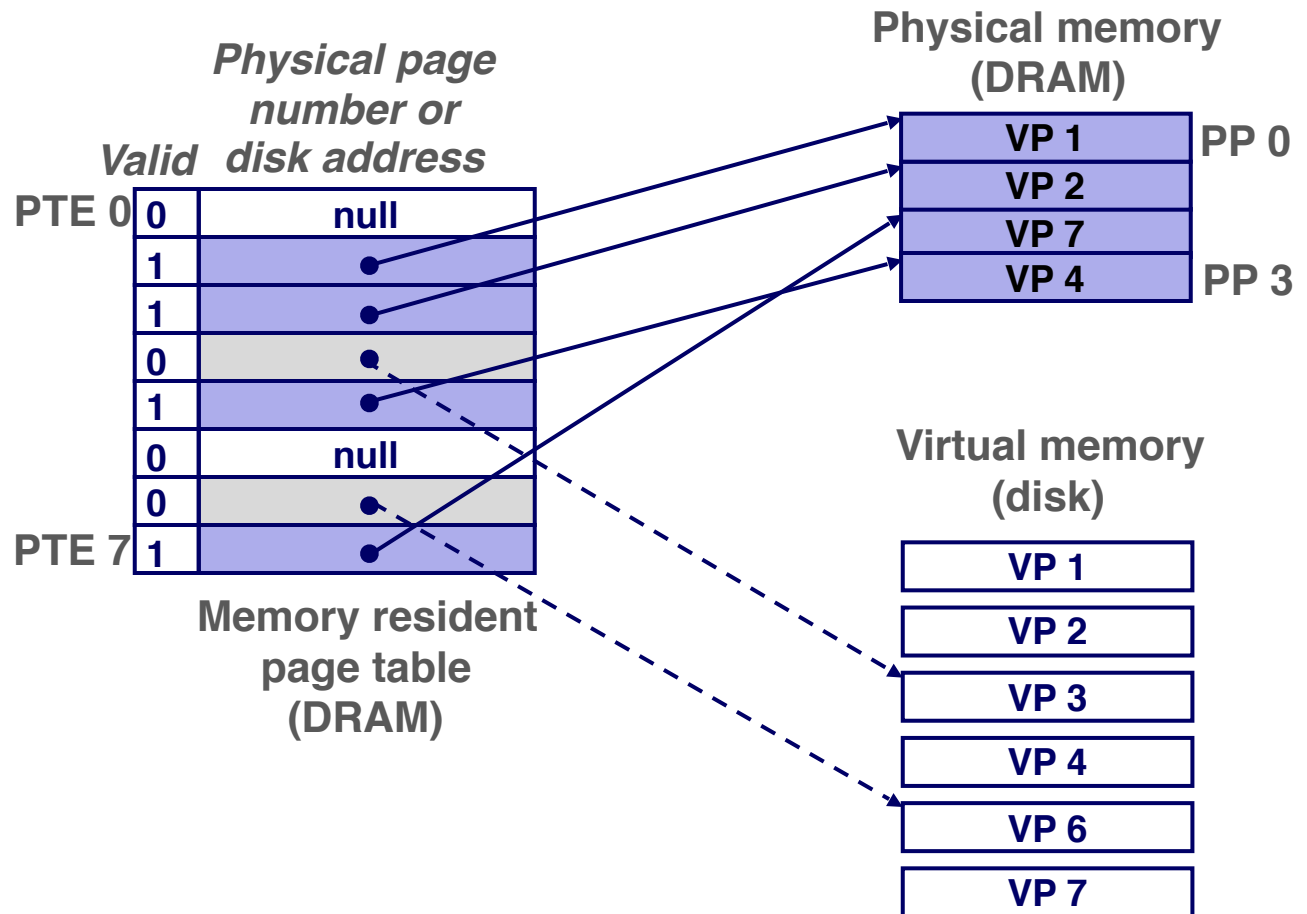 Physical page
number or
disk address
Valid
PTE 0
0
null
1
1
0
1
0
null
0
PTE 7
1
Memory resident
page table
(DRAM)
Physical memory
(DRAM)
VP 1
PP 0
VP 2
VP 7
VP 4
PP 3
Virtual memory
(disk)
VP 1
VP 2
VP 3
VP 4
VP 6
VP 7